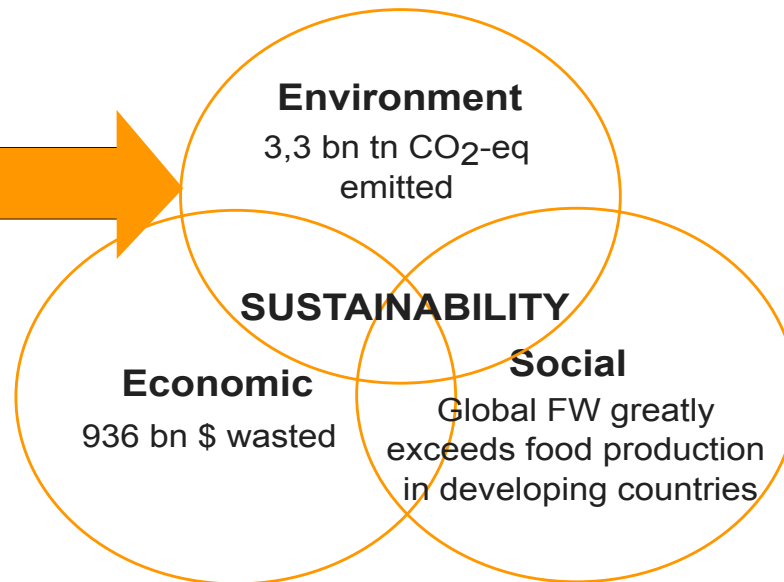 Environment
3,3 bn tn CO2-eq
emitted
SUSTAINABILITY
Economic
936 bn $ wasted
Social
Global FW greatly
exceeds food production
in developing countries